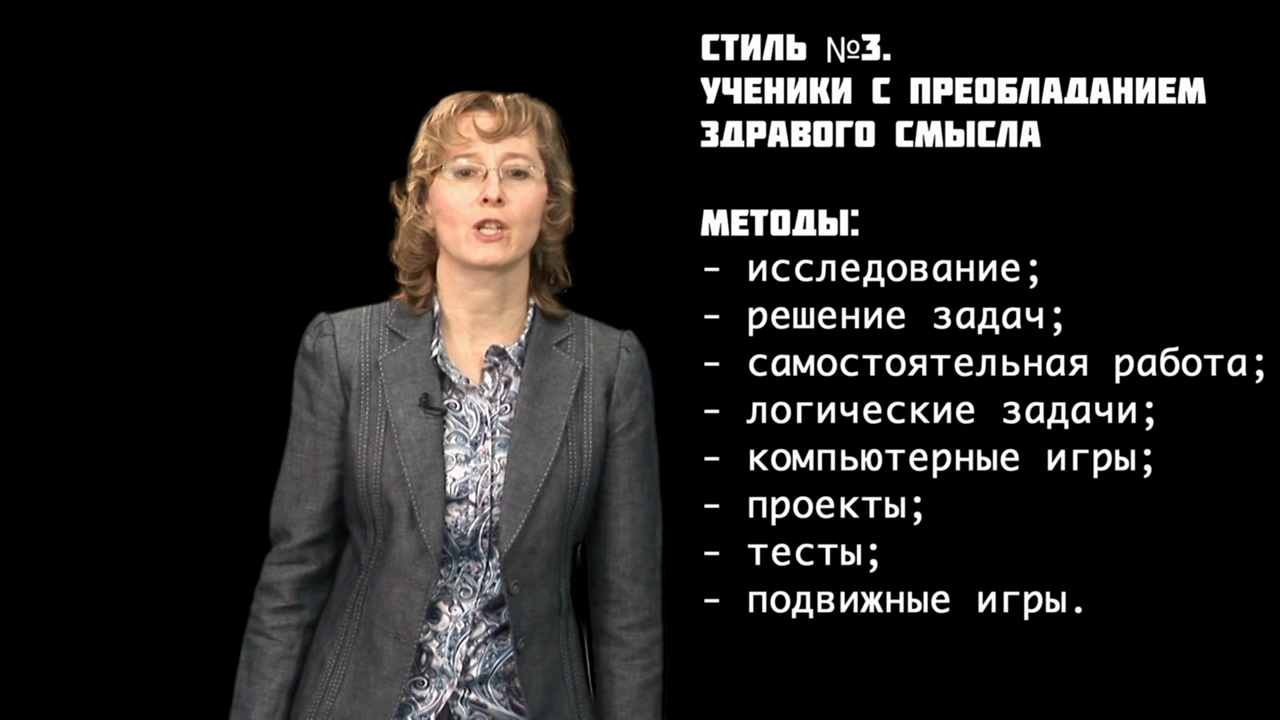 СТИЛЬ №3.
УЧЕНИКИ С ПРЕОБЛАДАНИЕМ
ЗДРАВОГО СМЫСЛА
МЕТОДЫ:
- исследование;
- решение задач;
- самостоятельная работа;
- логические задачи;
- компьютерные игры;
- проекты;
- тесты;
- подвижные игры.